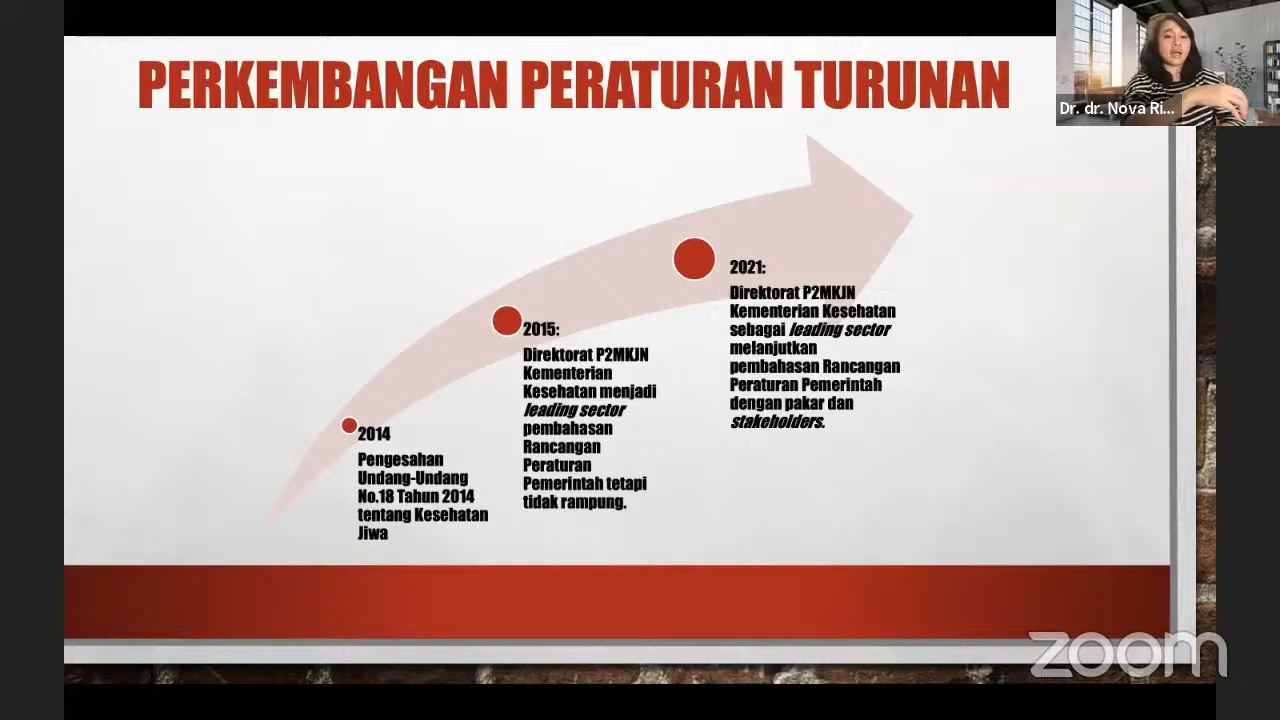 PERKEMBANGAN PERATURAN TURUNAN
Dr. dr. Nova Ri...
2014
Pengesahan
Undang-Undang
No.18 Tahun 2014
tentang Kesehatan
Jiwa
2015:
Direktorat P2MKJN
Kementerian
Kesehatan menjadi
leading sector
pembahasan
Rancangan
Peraturan
Pemerintah tetapi
tidak rampung.
2021:
Direktorat P2MKJN
Kementerian Kesehatan
sebagai leading sector
melanjutkan
pembahasan Rancangan
Peraturan Pemerintah
dengan pakar dan
stakeholders.
zoom